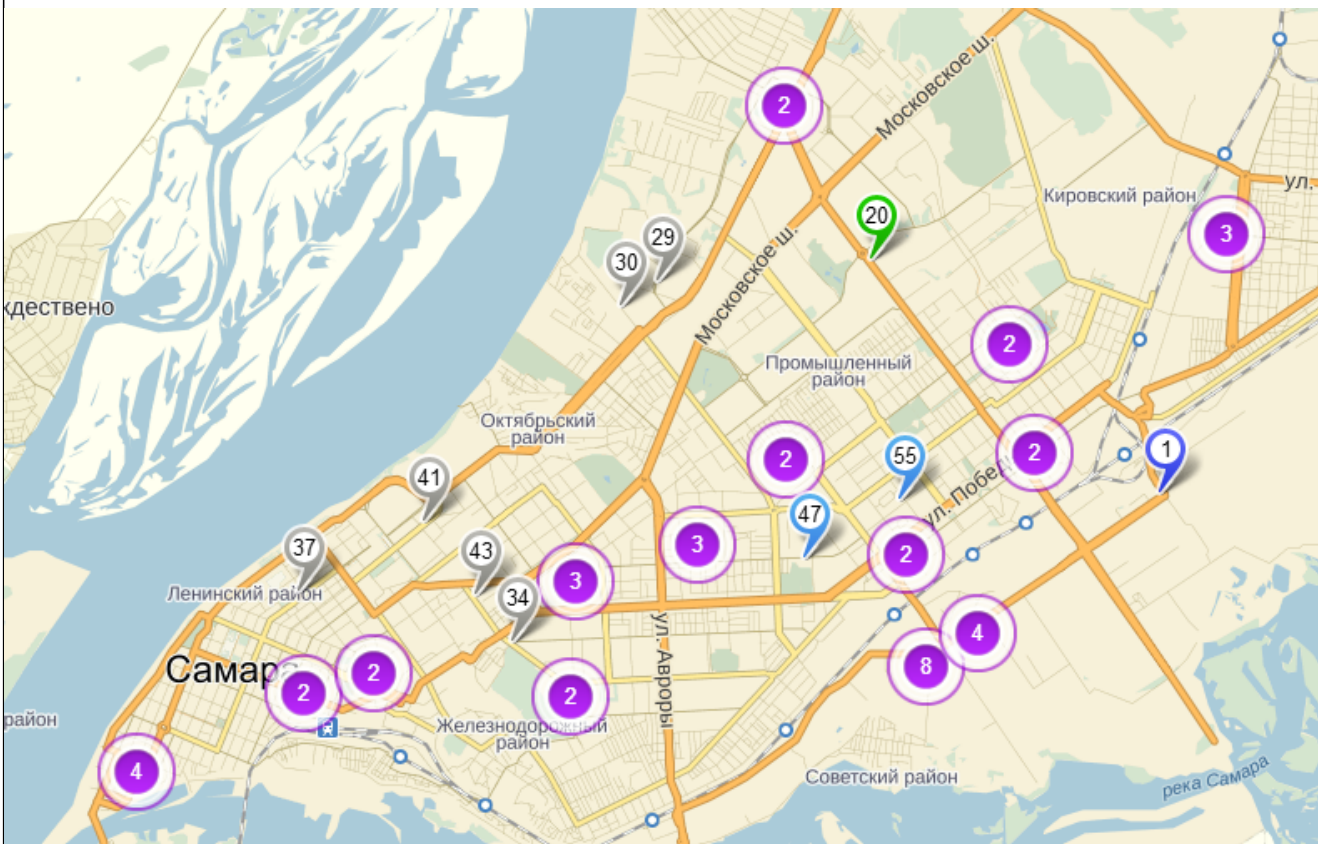 Московское ш.
2
Кировский район
ул.
20
3
29
30
Московское ш.
ждествено
2
Промышленный
район
Октябрьский
район
2
2
55
1
41
ул. Побед
47
37
43
3
2
3
Ленинский район
34
ул. Авроры
4
8
Самара
2
2
2
район
Железнодорожный
район
4
Советский район
река Самара